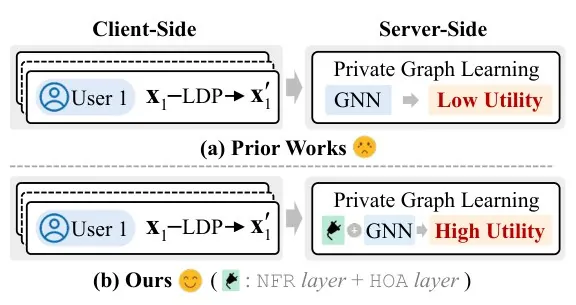 Client-Side
Server-Side
User 1 x₁–LDP→x′₁
Private Graph Learning
GNN Low Utility
(a) Prior Works
User 1 x₁–LDP→x′₁
Private Graph Learning
+ GNN High Utility
(b) Ours ( : NFR layer + HOA layer )